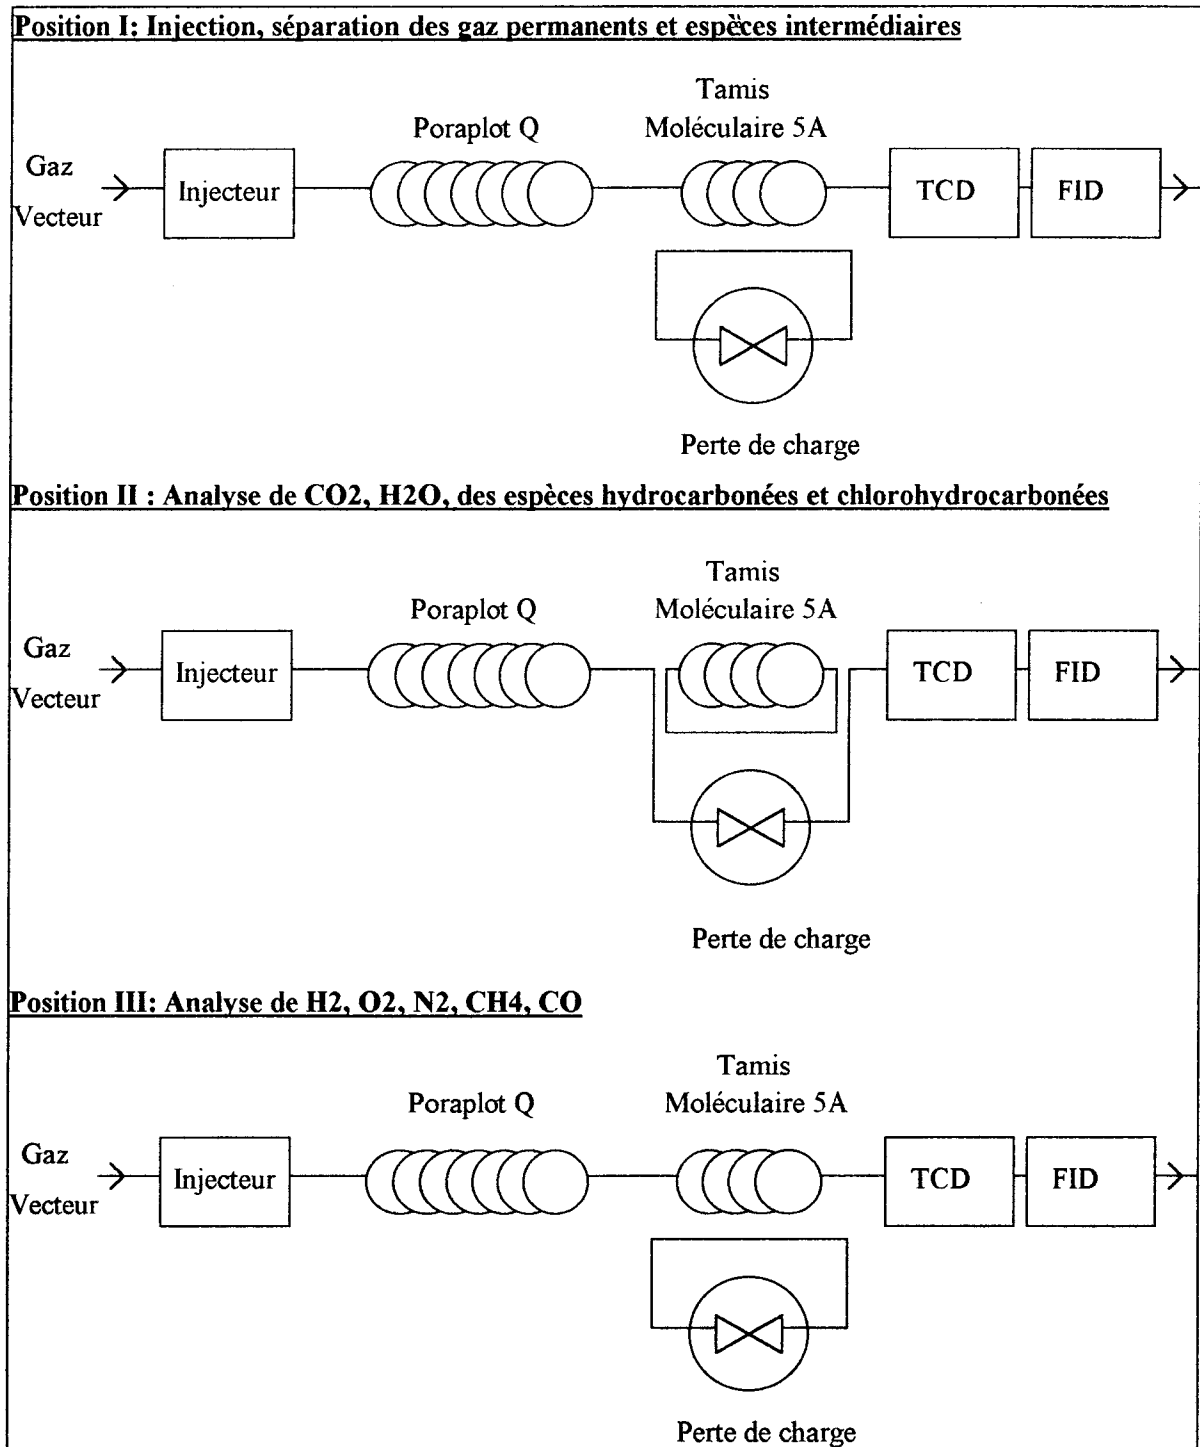 Position I: Injection, séparation des gaz permanents et espèces intermédiaires
Tamis
Poraplot Q
Moléculaire 5A
Gaz
Vecteur
Injecteur
TCD
FID
Perte de charge
Position II : Analyse de CO2, H2O, des espèces hydrocarbonées et chlorohydrocarbonées
Tamis
Poraplot Q
Moléculaire 5A
Gaz
Vecteur
Injecteur
TCD
FID
Perte de charge
Position III: Analyse de H2, O2, N2, CH4, CO
Tamis
Poraplot Q
Moléculaire 5A
Gaz
Vecteur
Injecteur
TCD
FID
Perte de charge